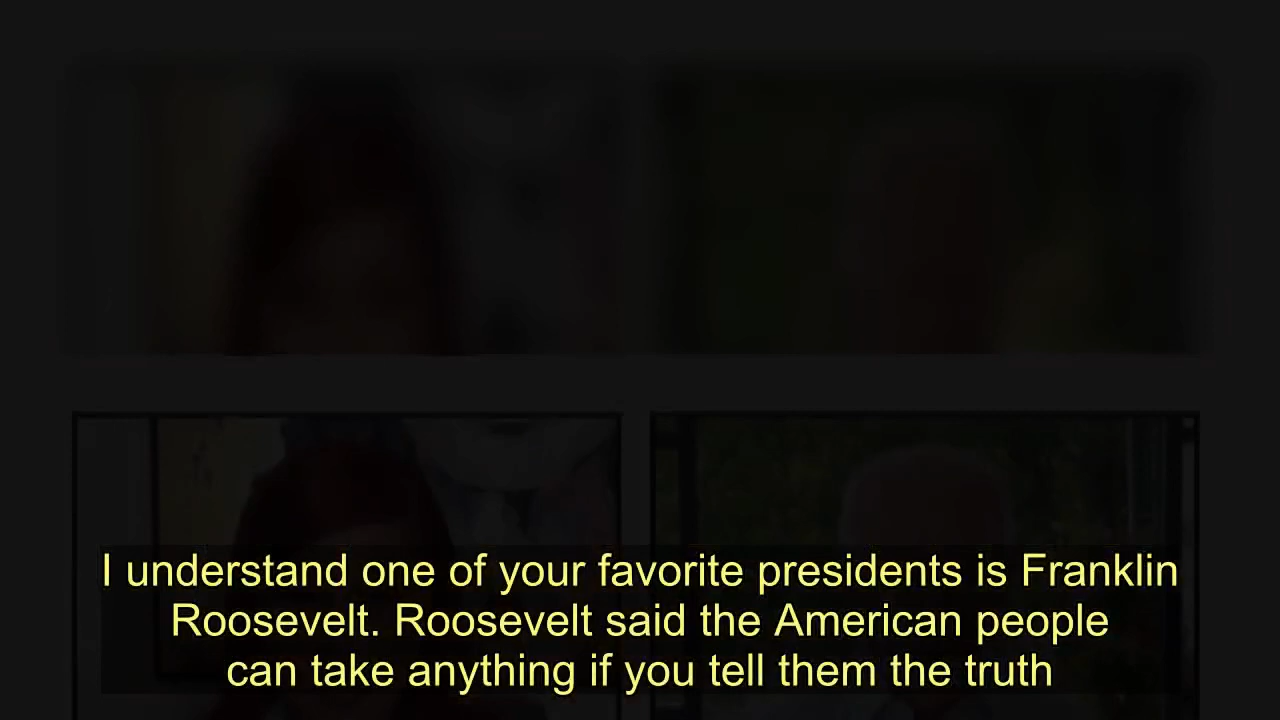 I understand one of your favorite presidents is Franklin
Roosevelt. Roosevelt said the American people
can take anything if you tell them the truth